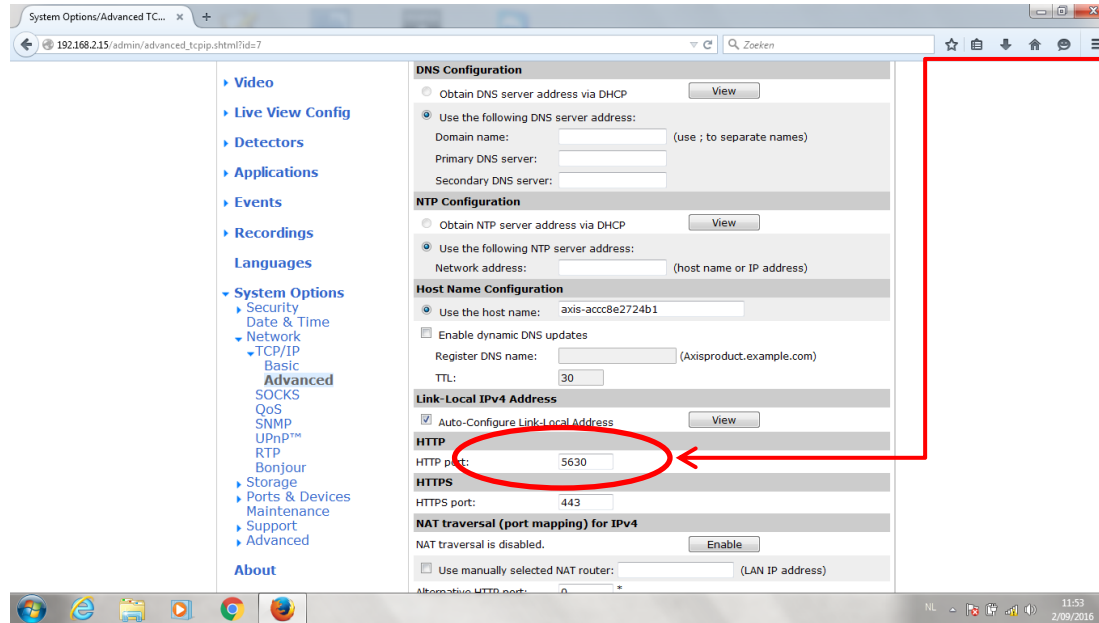 System Options/Advanced TC...
192.168.2.15/admin/advanced_tcpip.shtml?id=7
Zoeken
Video
Live View Config
Detectors
Applications
Events
Recordings
Languages
System Options
Security
Date & Time
Network
TCP/IP
Basic
Advanced
SOCKS
QoS
SNMP
UPnP™
RTP
Bonjour
Storage
Ports & Devices
Maintenance
Support
Advanced
About
DNS Configuration
Obtain DNS server address via DHCP View
Use the following DNS server address:
Domain name: (use ; to separate names)
Primary DNS server:
Secondary DNS server:
NTP Configuration
Obtain NTP server address via DHCP View
Use the following NTP server address:
Network address: (host name or IP address)
Host Name Configuration
Use the host name: axis-accc8e2724b1
Enable dynamic DNS updates
Register DNS name: (Axisproduct.example.com)
TTL: 30
Link-Local IPv4 Address
Auto-Configure Link-Local Address View
HTTP
HTTP port: 5630
HTTPS
HTTPS port: 443
NAT traversal (port mapping) for IPv4
NAT traversal is disabled. Enable
Use manually selected NAT router: (LAN IP address)
Alternative HTTP port: 0 *
NL
11:53
2/09/2016